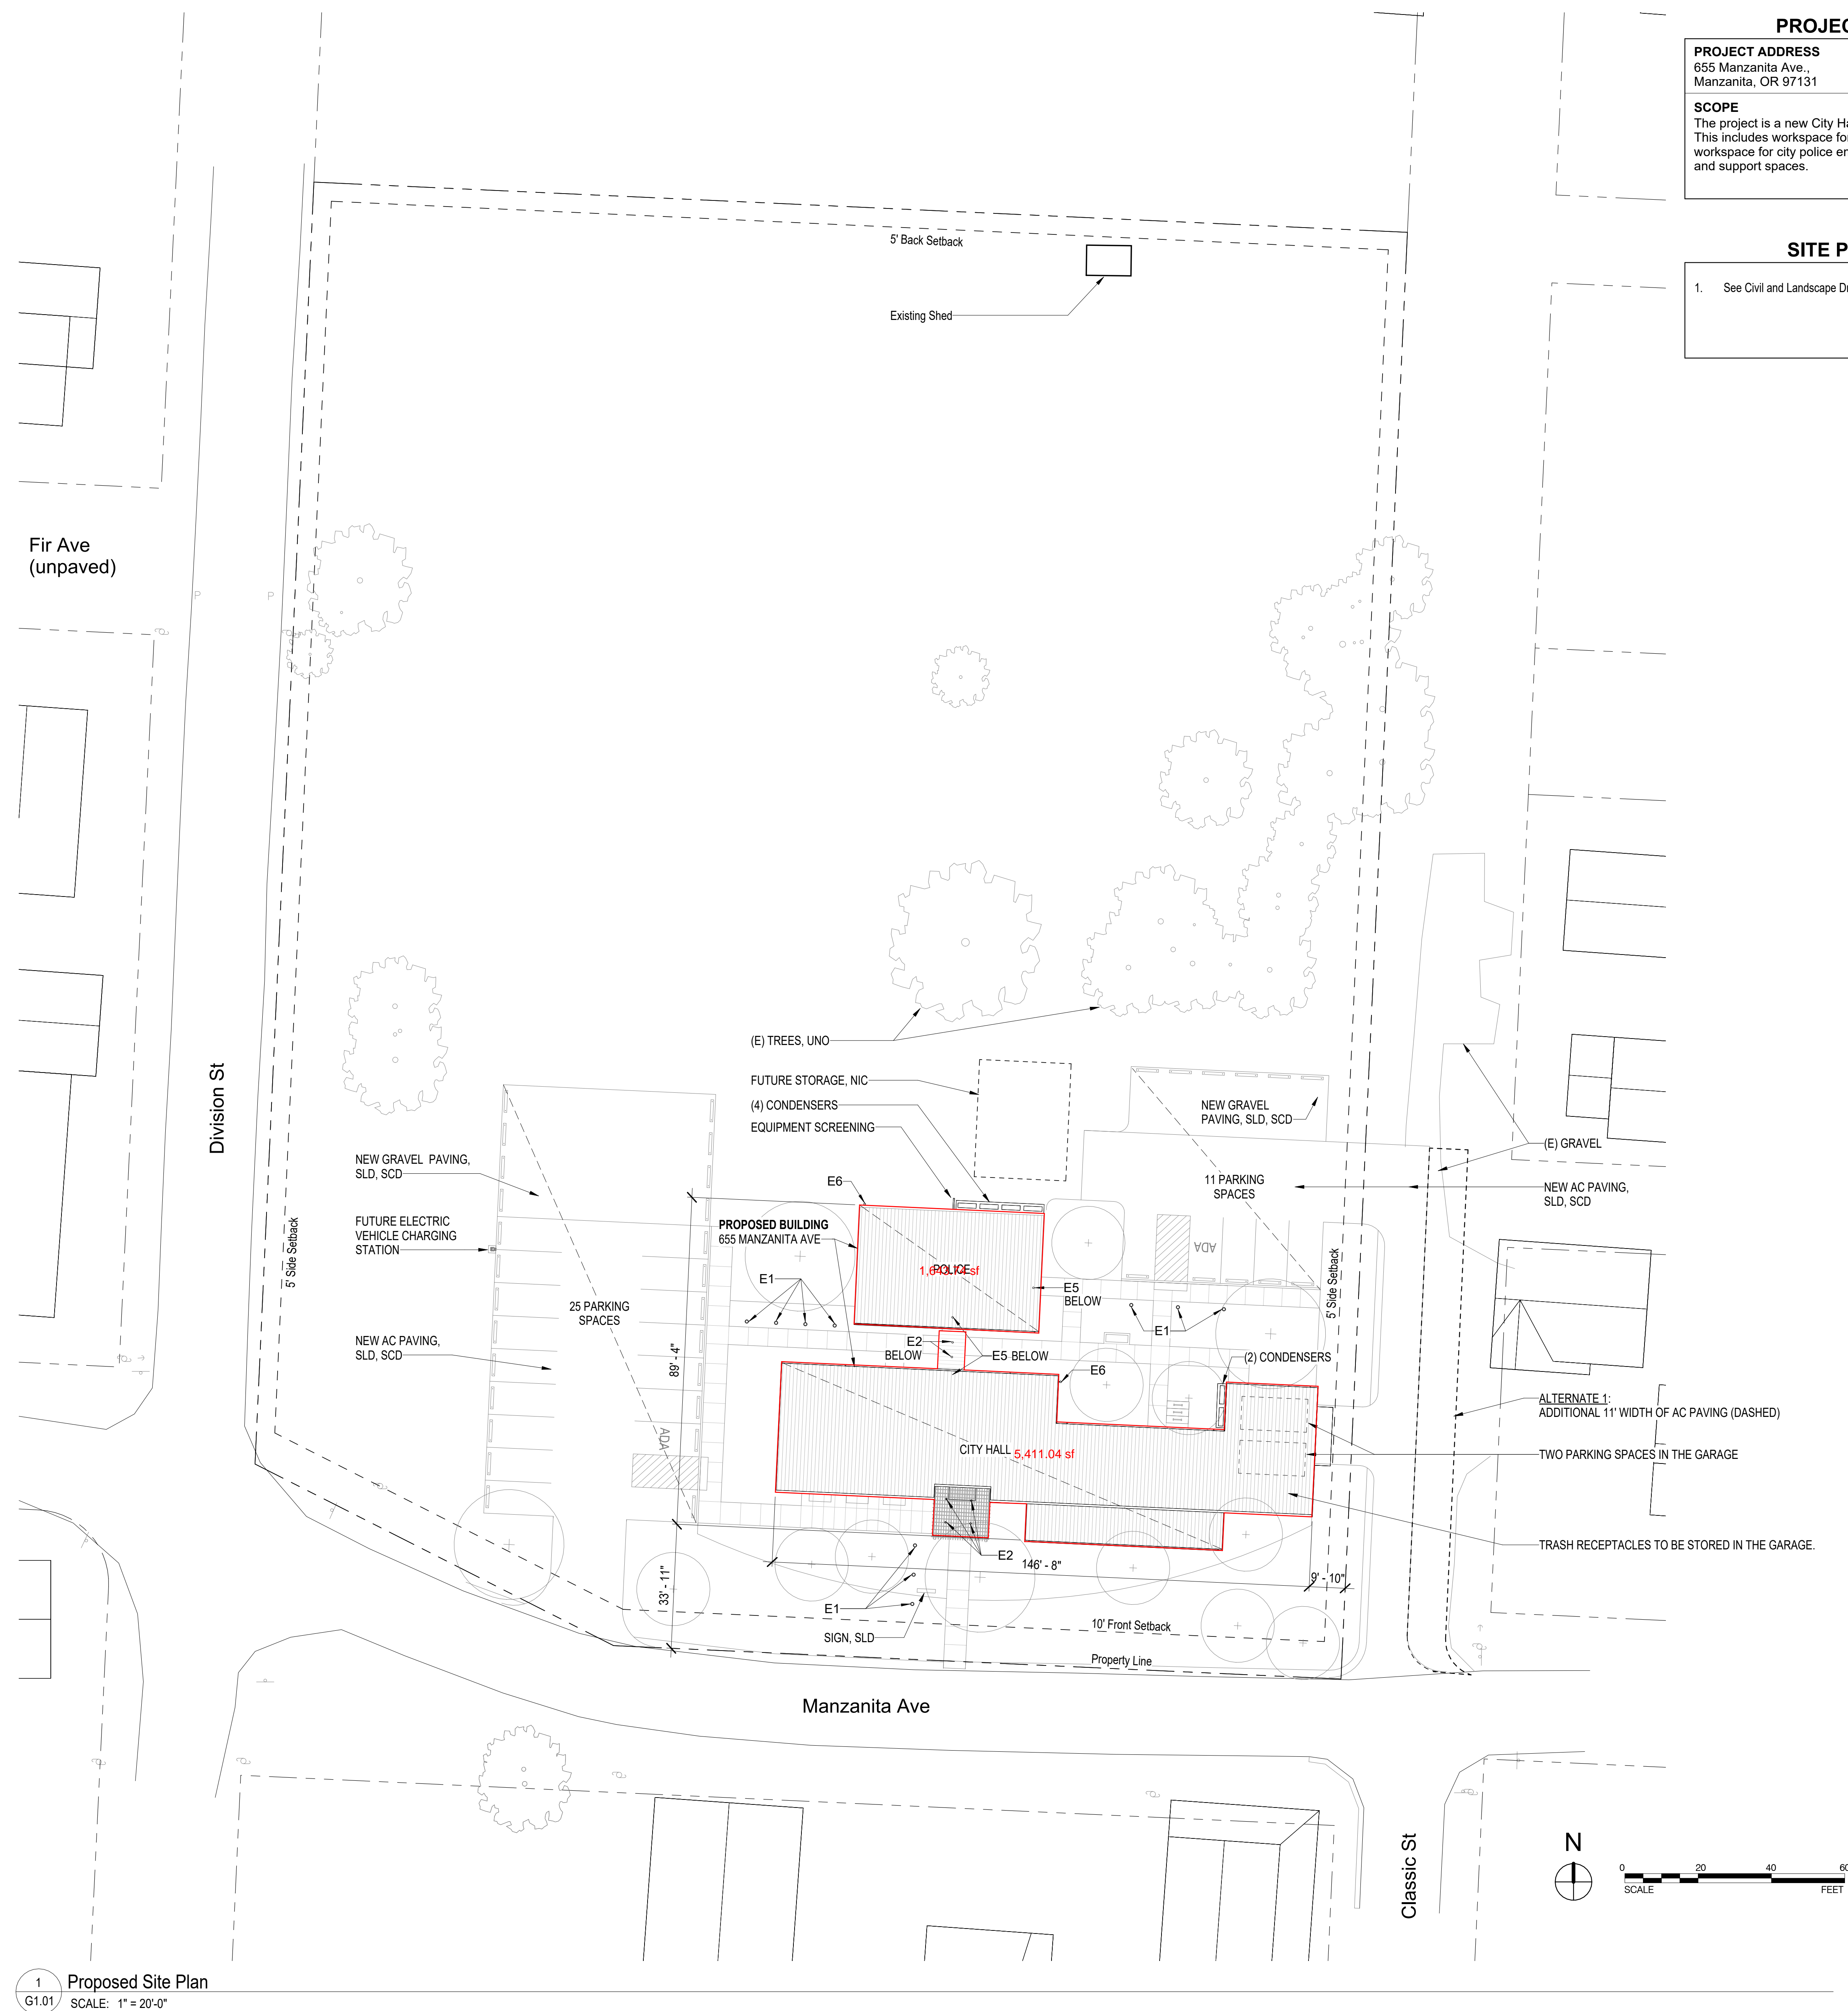 PROJEC
PROJECT ADDRESS
655 Manzanita Ave.,
Manzanita, OR 97131
SCOPE
The project is a new City Ha
This includes workspace for
workspace for city police en
and support spaces.
SITE P
1. See Civil and Landscape Dr
5' Back Setback
Existing Shed
Fir Ave
(unpaved)
P
P
Division St
5' Side Setback
(E) TREES, UNO
FUTURE STORAGE, NIC
(4) CONDENSERS
EQUIPMENT SCREENING
NEW GRAVEL
PAVING, SLD, SCD
(E) GRAVEL
NEW GRAVEL PAVING,
SLD, SCD
E6
11 PARKING
SPACES
NEW AC PAVING,
SLD, SCD
FUTURE ELECTRIC
VEHICLE CHARGING
STATION
PROPOSED BUILDING
655 MANZANITA AVE
ADA
5' Side Setback
POLICE
E1
E5
BELOW
25 PARKING
SPACES
E1
NEW AC PAVING,
SLD, SCD
89' - 4"
E2
BELOW
E5 BELOW
E6
(2) CONDENSERS
ALTERNATE 1:
ADDITIONAL 11' WIDTH OF AC PAVING (DASHED)
ADA
CITY HALL
5,411.04 sf
TWO PARKING SPACES IN THE GARAGE
TRASH RECEPTACLES TO BE STORED IN THE GARAGE.
E2
146' - 8"
9' - 10"
33' - 11"
E1
SIGN, SLD
10' Front Setback
Property Line
Manzanita Ave
Classic St
N
0 20 40 60
SCALE FEET
1
G1.01
Proposed Site Plan
SCALE: 1" = 20'-0"